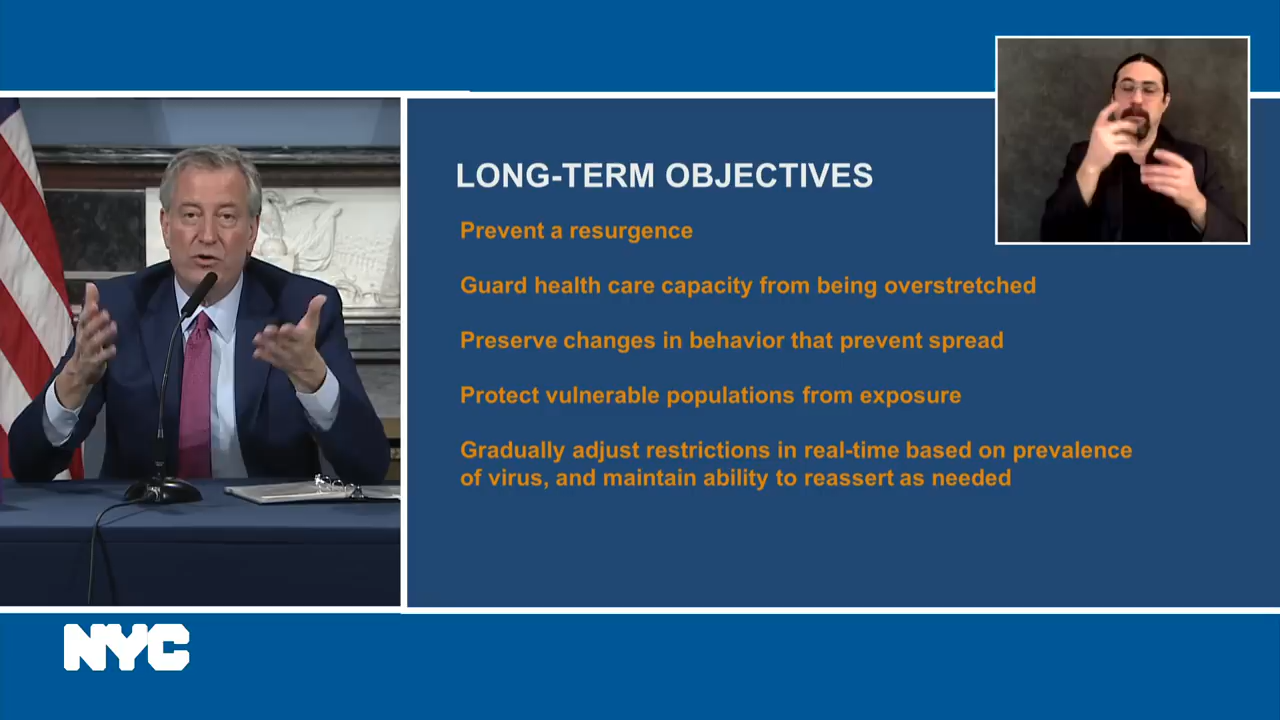 LONG-TERM OBJECTIVES
Prevent a resurgence
Guard health care capacity from being overstretched
Preserve changes in behavior that prevent spread
Protect vulnerable populations from exposure
Gradually adjust restrictions in real-time based on prevalence
of virus, and maintain ability to reassert as needed
NYC